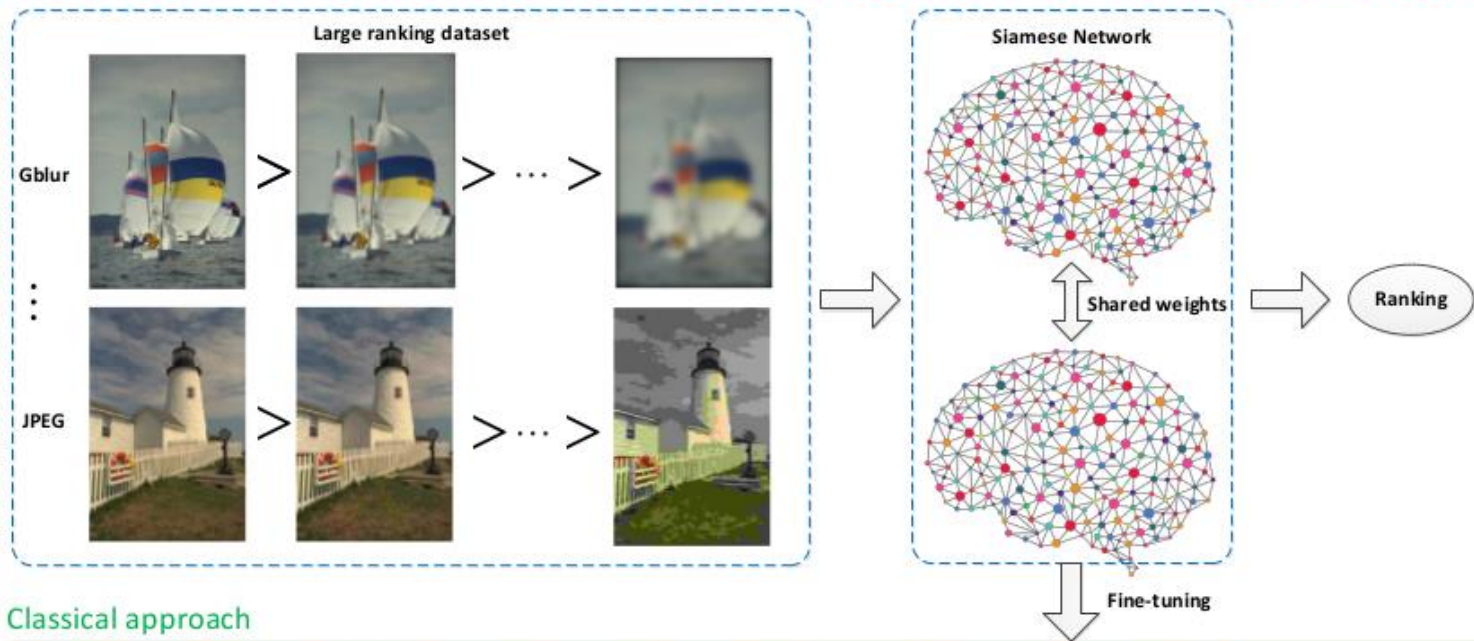 Large ranking dataset
Siamese Network
Gblur
> > ... >
Shared weights
Ranking
JPEG
> > ... >
Fine-tuning
Classical approach